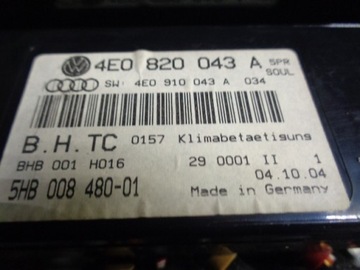 4E0 820 043 A SPR
SOUL
SW: 4E0 910 043 A 034
B.H.TC 0157 Klimabetaetisuns
BHB 001 H016 29 0001 II 1
04.10.04
5HB 008 480-01 Made in Germany